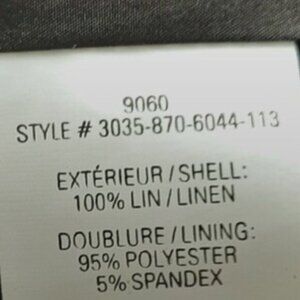 9060
STYLE # 3035-870-6044-113
EXTÉRIEUR/SHELL:
100% LIN/LINEN
DOUBLURE/LINING:
95% POLYESTER
5% SPANDEX